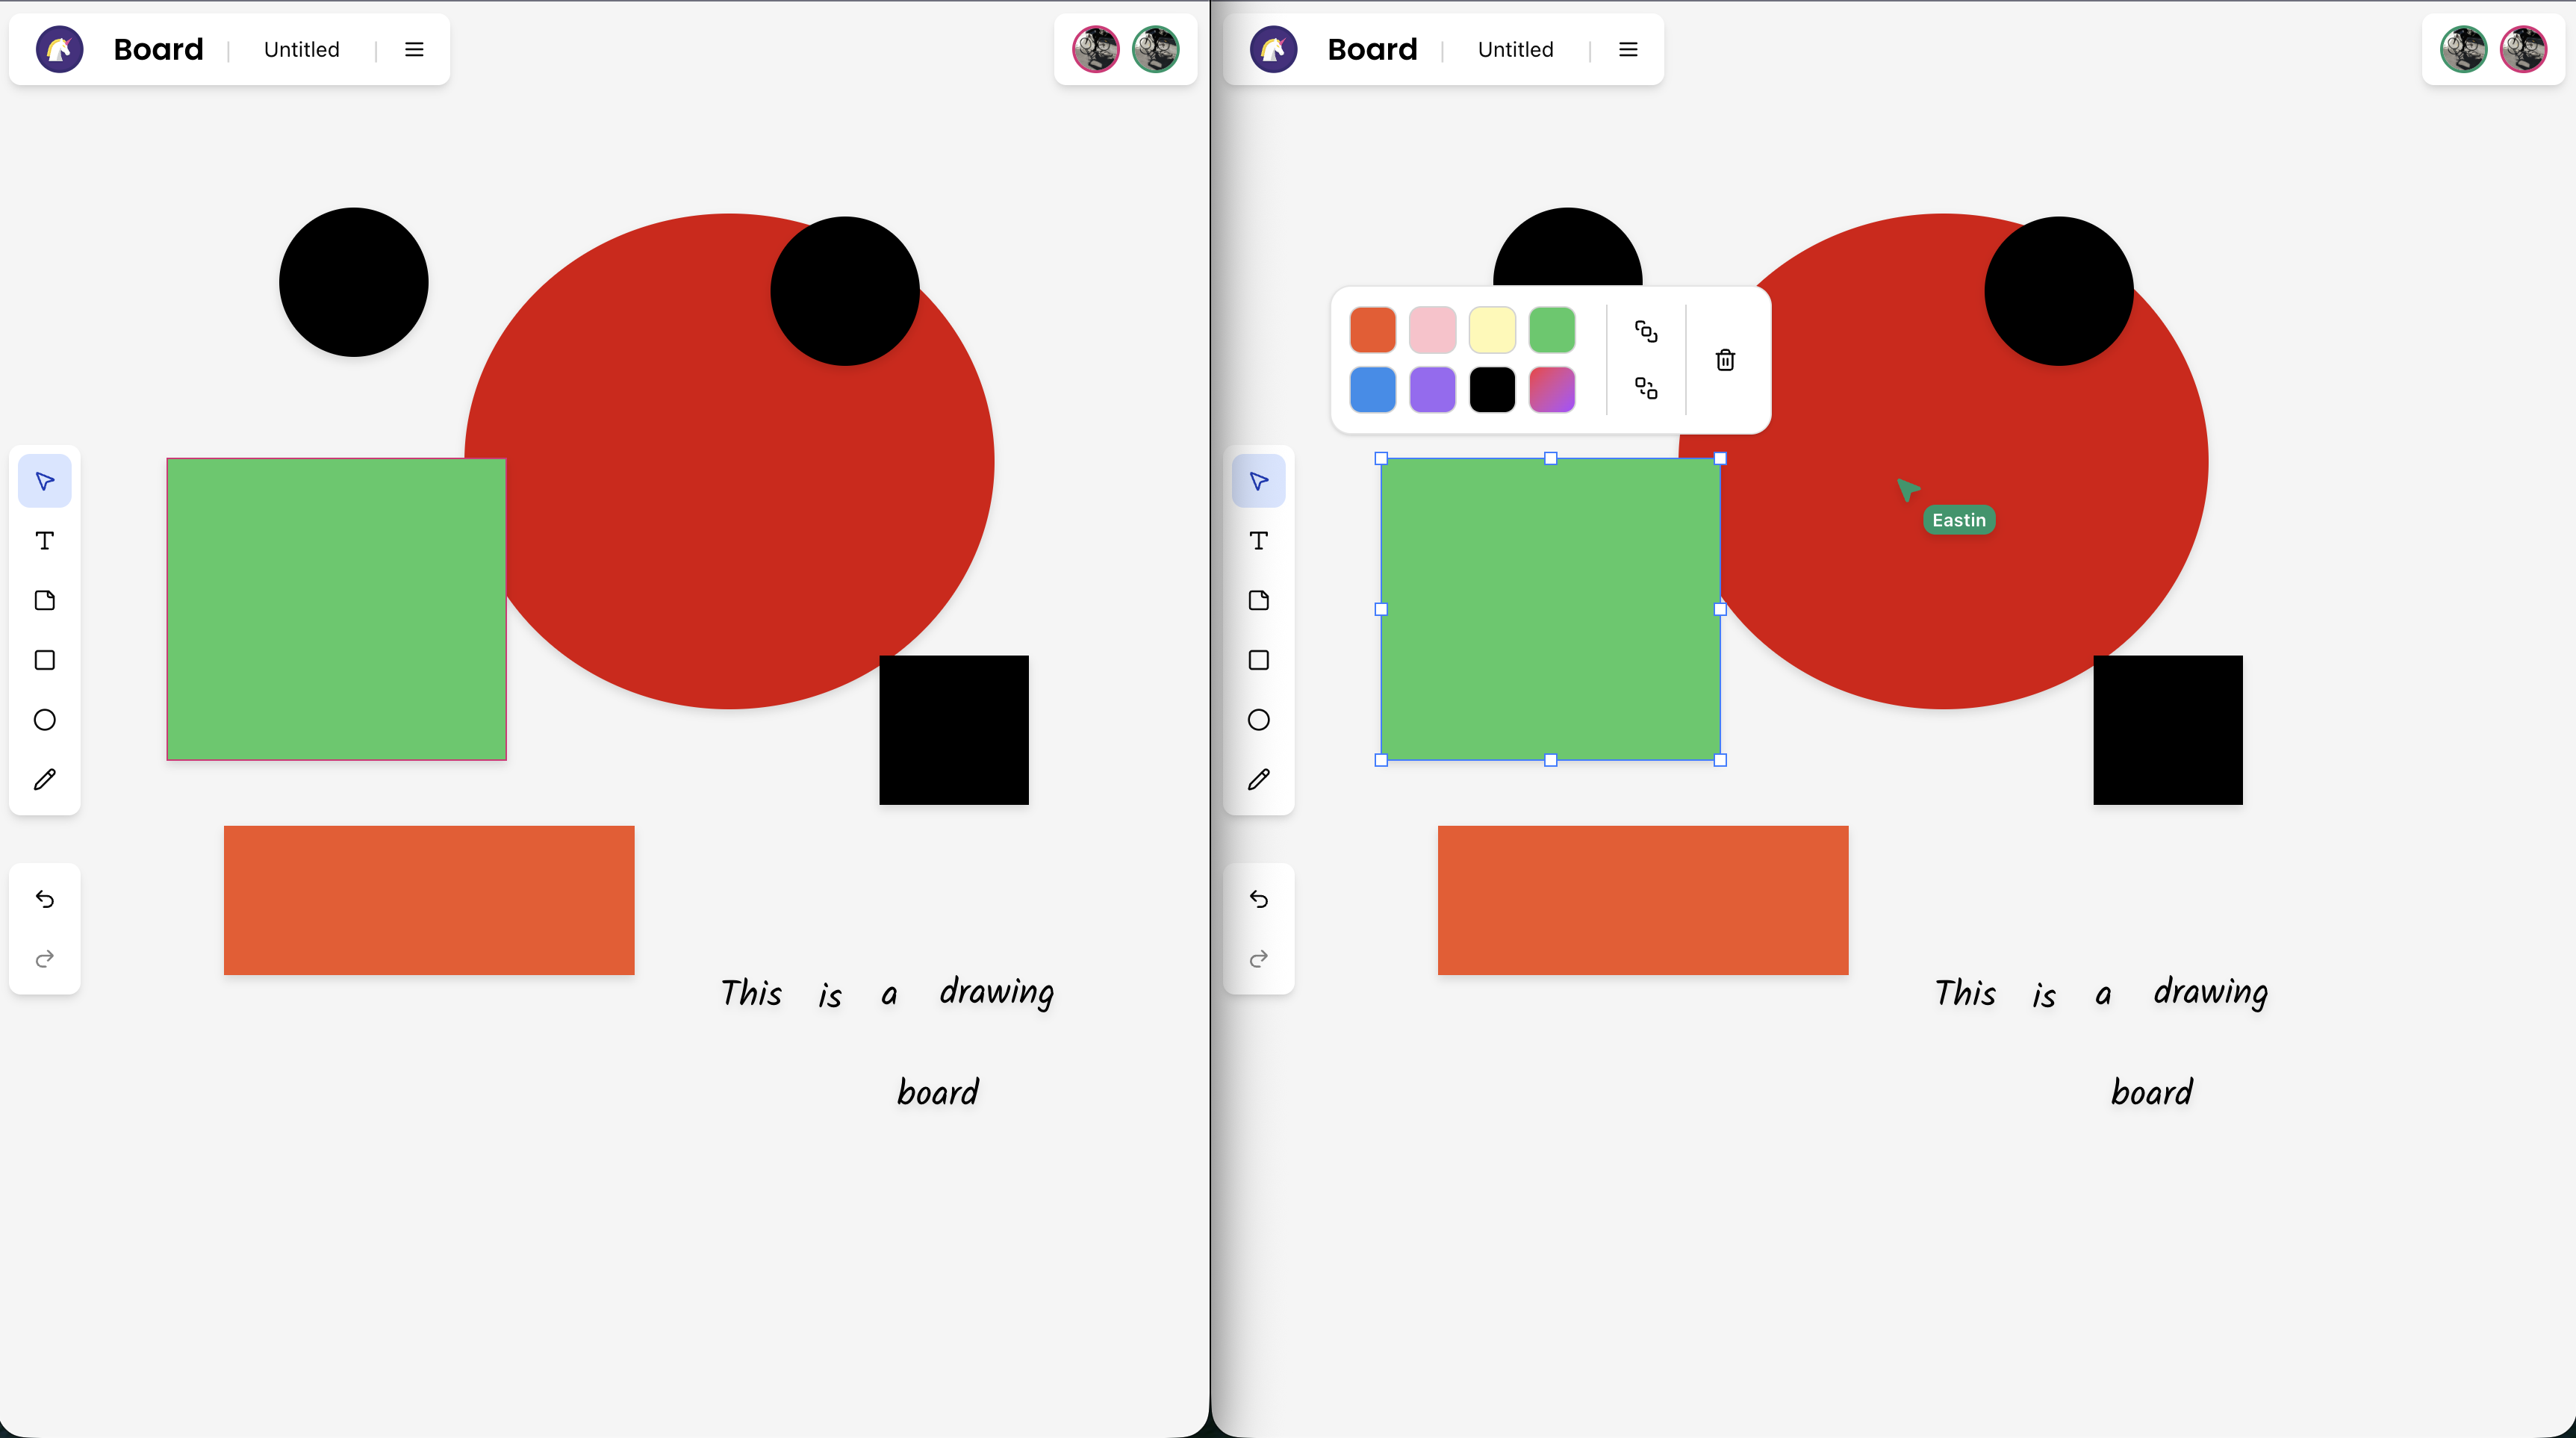 Board | Untitled |
This is a drawing
board
Board | Untitled |
Eastin
This is a drawing
board